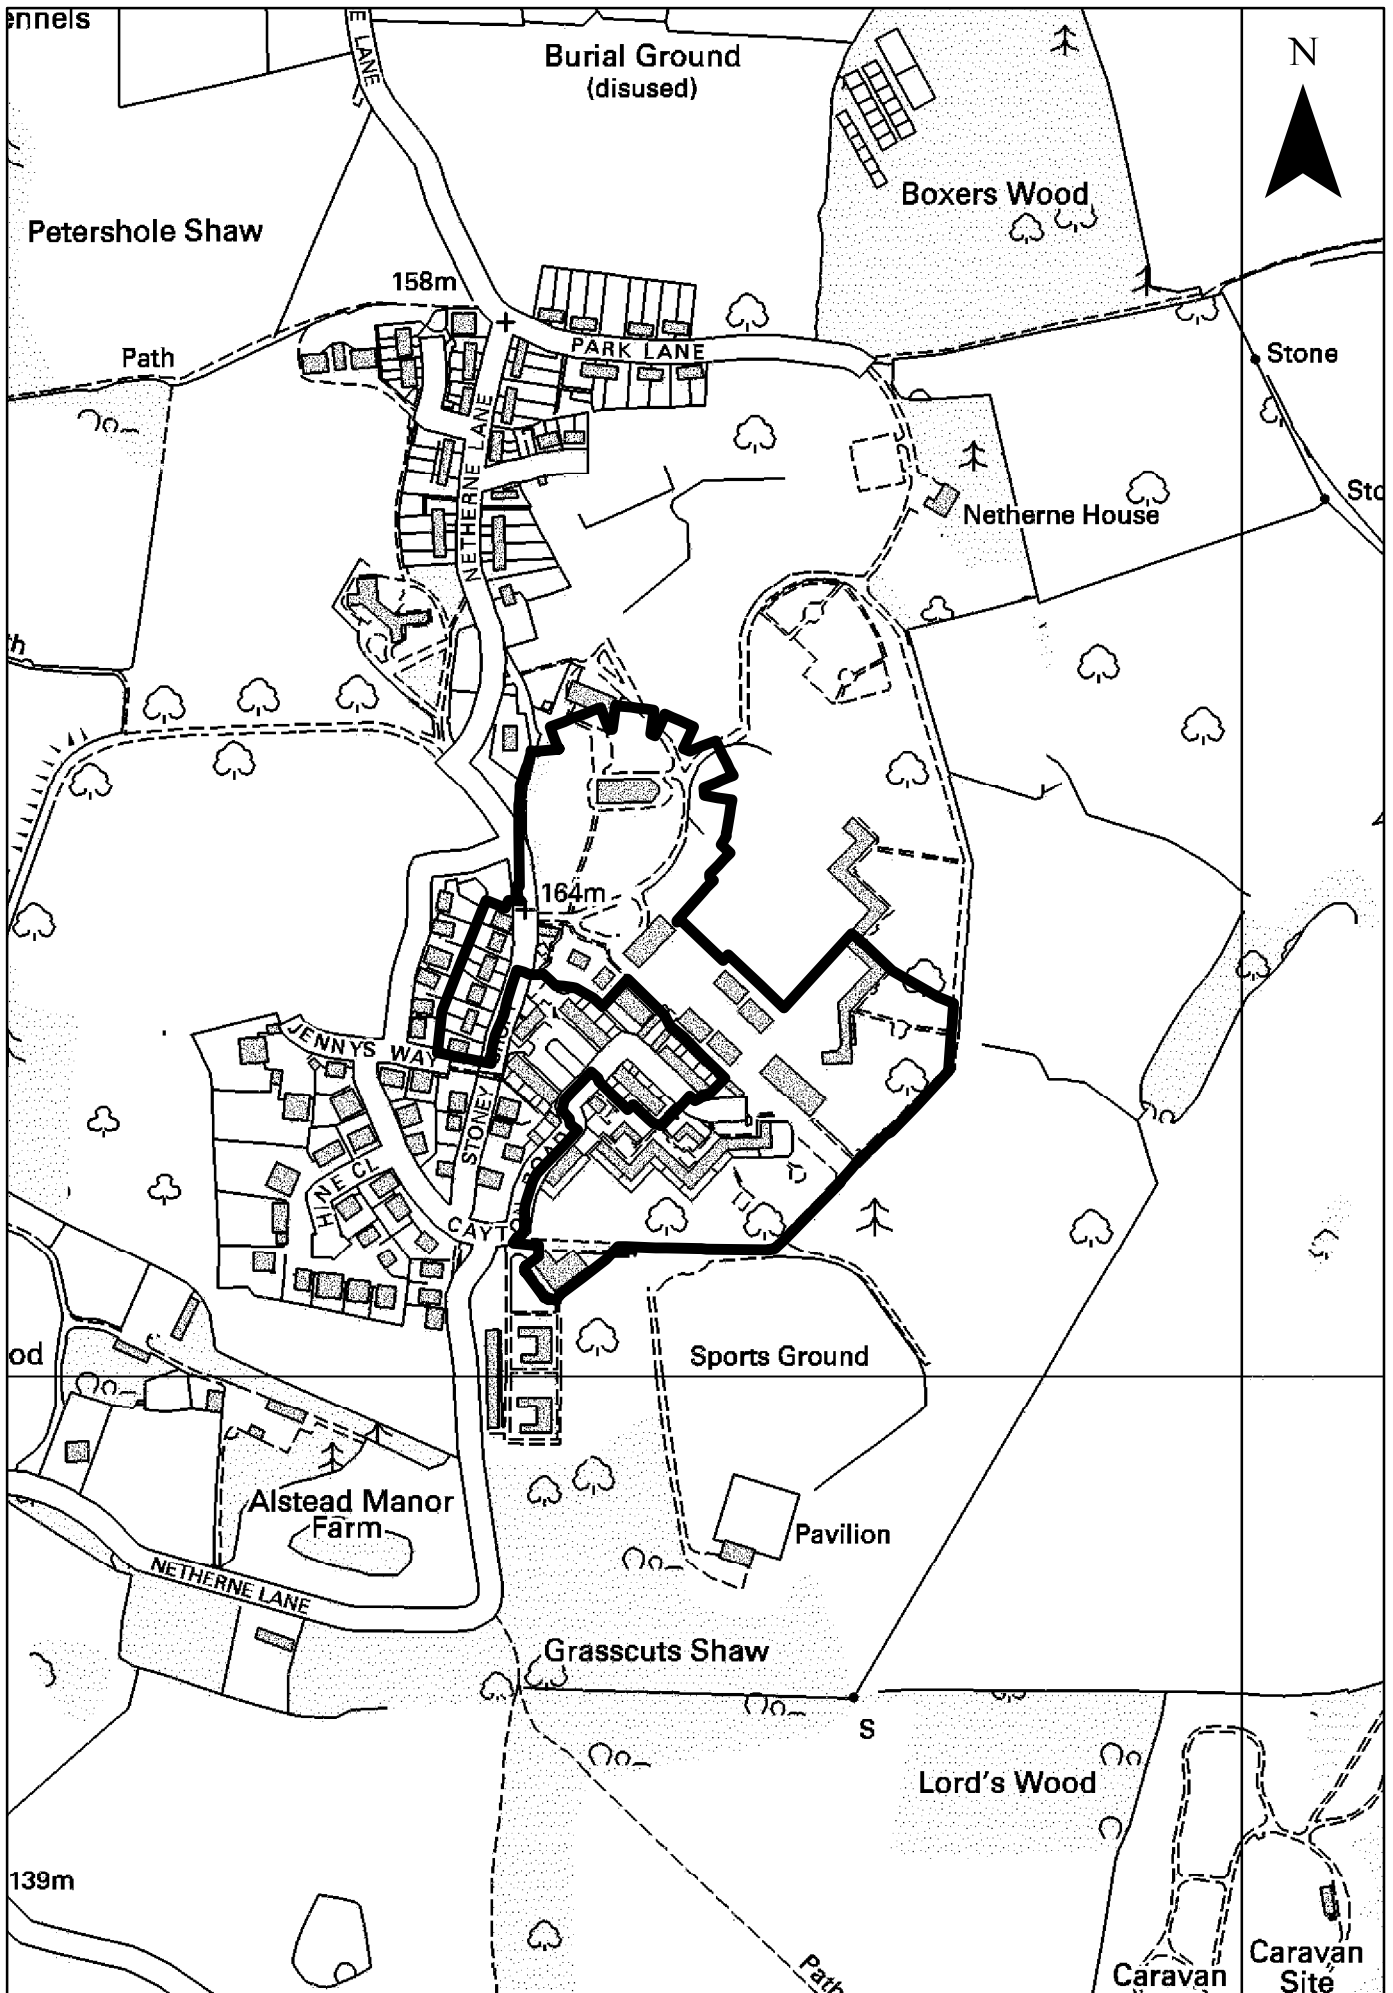 ennels
E LANE
Burial Ground
(disused)
N
Boxers Wood
Petershole Shaw
158m
PARK LANE
Path
Stone
NETHERNE LANE
Sto
Netherne House
h
164m
JENNYS WAY
STONEY
HINE CL
CAYTO
od
Sports Ground
Alstead Manor
Farm
Pavilion
NETHERNE LANE
Grasscuts Shaw
S
Lord's Wood
139m
Path
Caravan
Caravan
Site